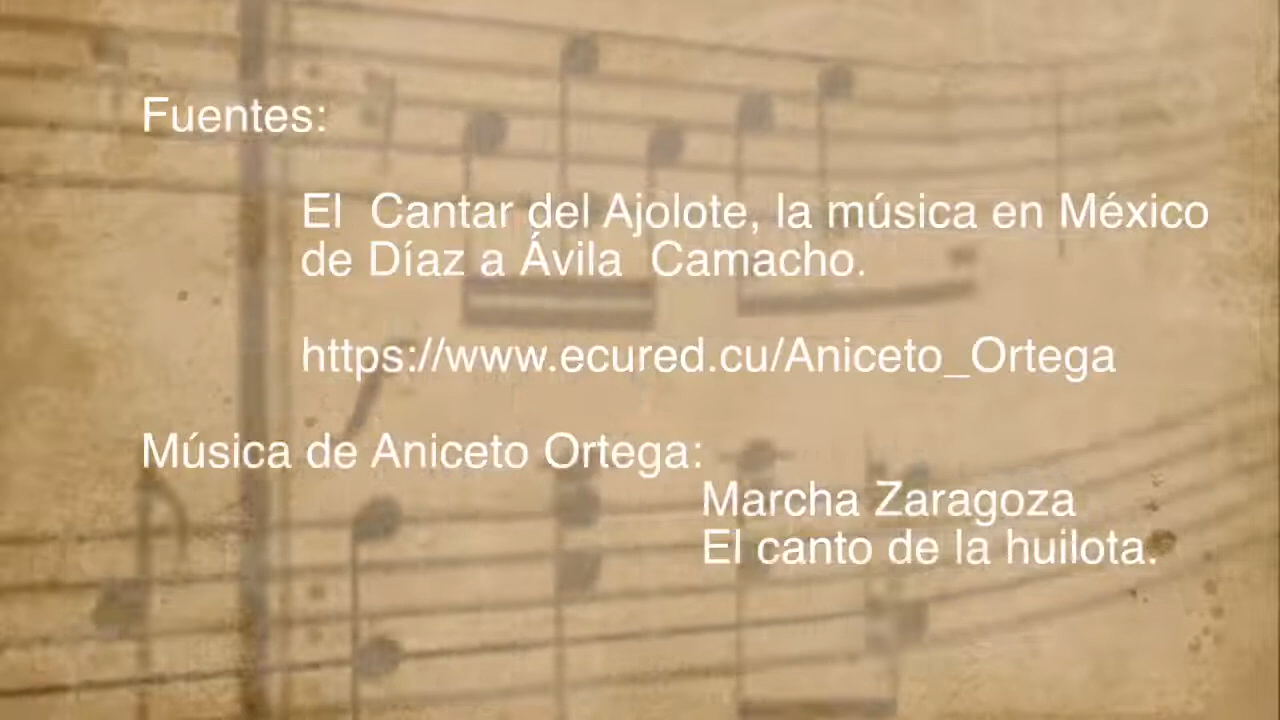 Fuentes:
El Cantar del Ajolote, la música en México
de Díaz a Ávila Camacho.
https://www.ecured.cu/Aniceto_Ortega
Música de Aniceto Ortega:
Marcha Zaragoza
El canto de la huilota.